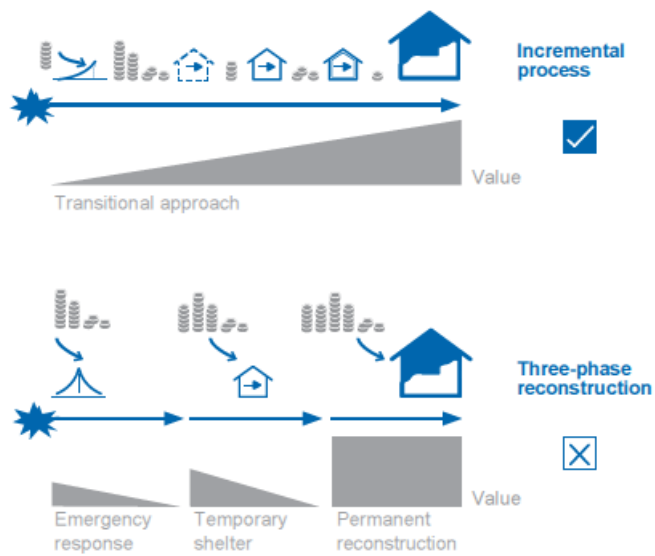 Incremental
process
Value
Transitional approach
Three-phase
reconstruction
Value
Emergency
response
Temporary
shelter
Permanent
reconstruction